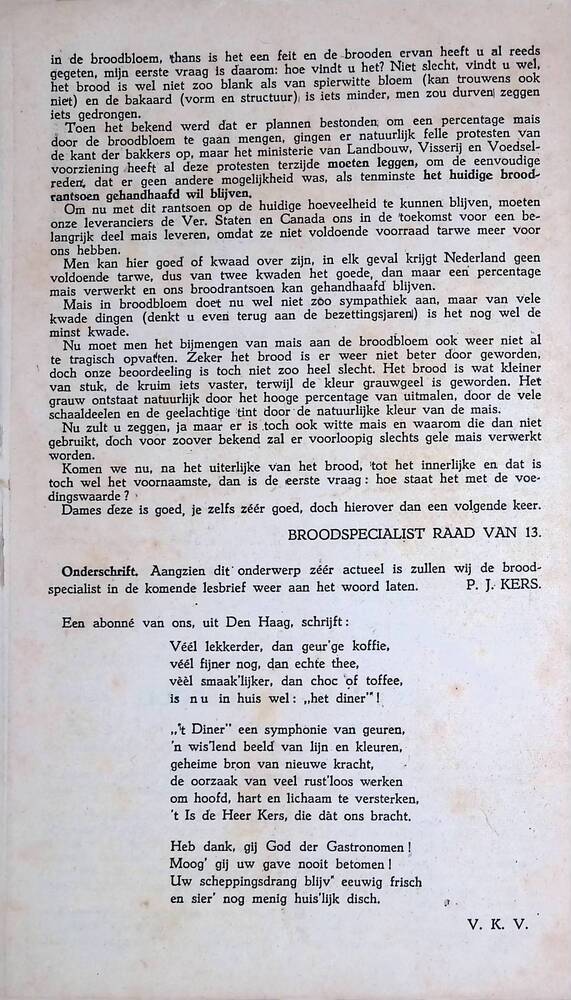 in de broodbloem, thans is het een feit en de brooden ervan heeft u al reeds
gegeten, mijn eerste vraag is daarom: hoe vindt u het? Niet slecht, vindt u wel,
het brood is wel niet zoo blank als van spierwitte bloem (kan trouwens ook
niet) en de bakaard (vorm en structuur) is iets minder, men zou durven zeggen
iets gedrongen.
Toen het bekend werd dat er plannen bestonden om een percentage mais
door de broodbloem te gaan mengen, gingen er natuurlijk felle protesten van
de kant der bakkers op, maar het ministerie van Landbouw, Visserij en Voedsel-
voorziening heeft al deze protesten terzijde moeten leggen, om de eenvoudige
reden, dat er geen andere mogelijkheid was, als tenminste het huidige brood-
rantsoen gehandhaafd wil blijven.
Om nu met dit rantsoen op de huidige hoeveelheid te kunnen blijven, moeten
onze leveranciers de Ver. Staten en Canada ons in de toekomst voor een be-
langrijk deel mais leveren, omdat ze niet voldoende voorraad tarwe meer voor
ons hebben.
Men kan hier goed of kwaad over zijn, in elk geval krijgt Nederland geen
voldoende tarwe, dus van twee kwaden het goede, dan maar een percentage
mais verwerkt en ons broodrantsoen kan gehandhaafd blijven.
Mais in broodbloem doet nu wel niet zoo sympathiek aan, maar van vele
kwade dingen (denkt u even terug aan de bezettingsjaren) is het nog wel de
minst kwade.
Nu moet men het bijmengen van mais aan de broodbloem ook weer niet al
te tragisch opvatten. Zeker het brood is er weer niet beter door geworden,
doch onze beoordeeling is toch niet zoo heel slecht. Het brood is wat kleiner
van stuk, de kruim iets vaster, terwijl de kleur grauwgeel is geworden. Het
grauw ontstaat natuurlijk door het hooge percentage van uitmalen, door de vele
schaaldeelen en de geelachtige tint door de natuurlijke kleur van de mais.
Nu zult u zeggen, ja maar er is toch ook witte mais en waarom die dan niet
gebruikt, doch voor zoover bekend zal er voorloopig slechts gele mais verwerkt
worden.
Komen we nu, na het uiterlijke van het brood, tot het innerlijke en dat is
toch wel het voornaamste, dan is de eerste vraag: hoe staat het met de voe-
dingswaarde?
Dames deze is goed, je zelfs zéér goed, doch hierover dan een volgende keer.
BROODSPECIALIST RAAD VAN 13.
Onderschrift. Aangzien dit onderwerp zéér actueel is zullen wij de brood-
specialist in de komende lesbrief weer aan het woord laten. P. J. KERS.
Een abonné van ons, uit Den Haag, schrijft:
Véél lekkerder, dan geur'ge koffie,
véél fijner nog, dan echte thee,
vèèl smaak'lijker, dan choc of toffee,
is nu in huis wel: „het diner"!
„'t Diner" een symphonie van geuren,
'n wis'lend beeld van lijn en kleuren,
geheime bron van nieuwe kracht,
de oorzaak van veel rust'loos werken
om hoofd, hart en lichaam te versterken,
't Is de Heer Kers, die dàt ons bracht.
Heb dank, gij God der Gastronomen!
Moog' gij uw gave nooit betomen!
Uw scheppingsdrang blijv' eeuwig frisch
en sier' nog menig huis'lijk disch.
V. K. V.